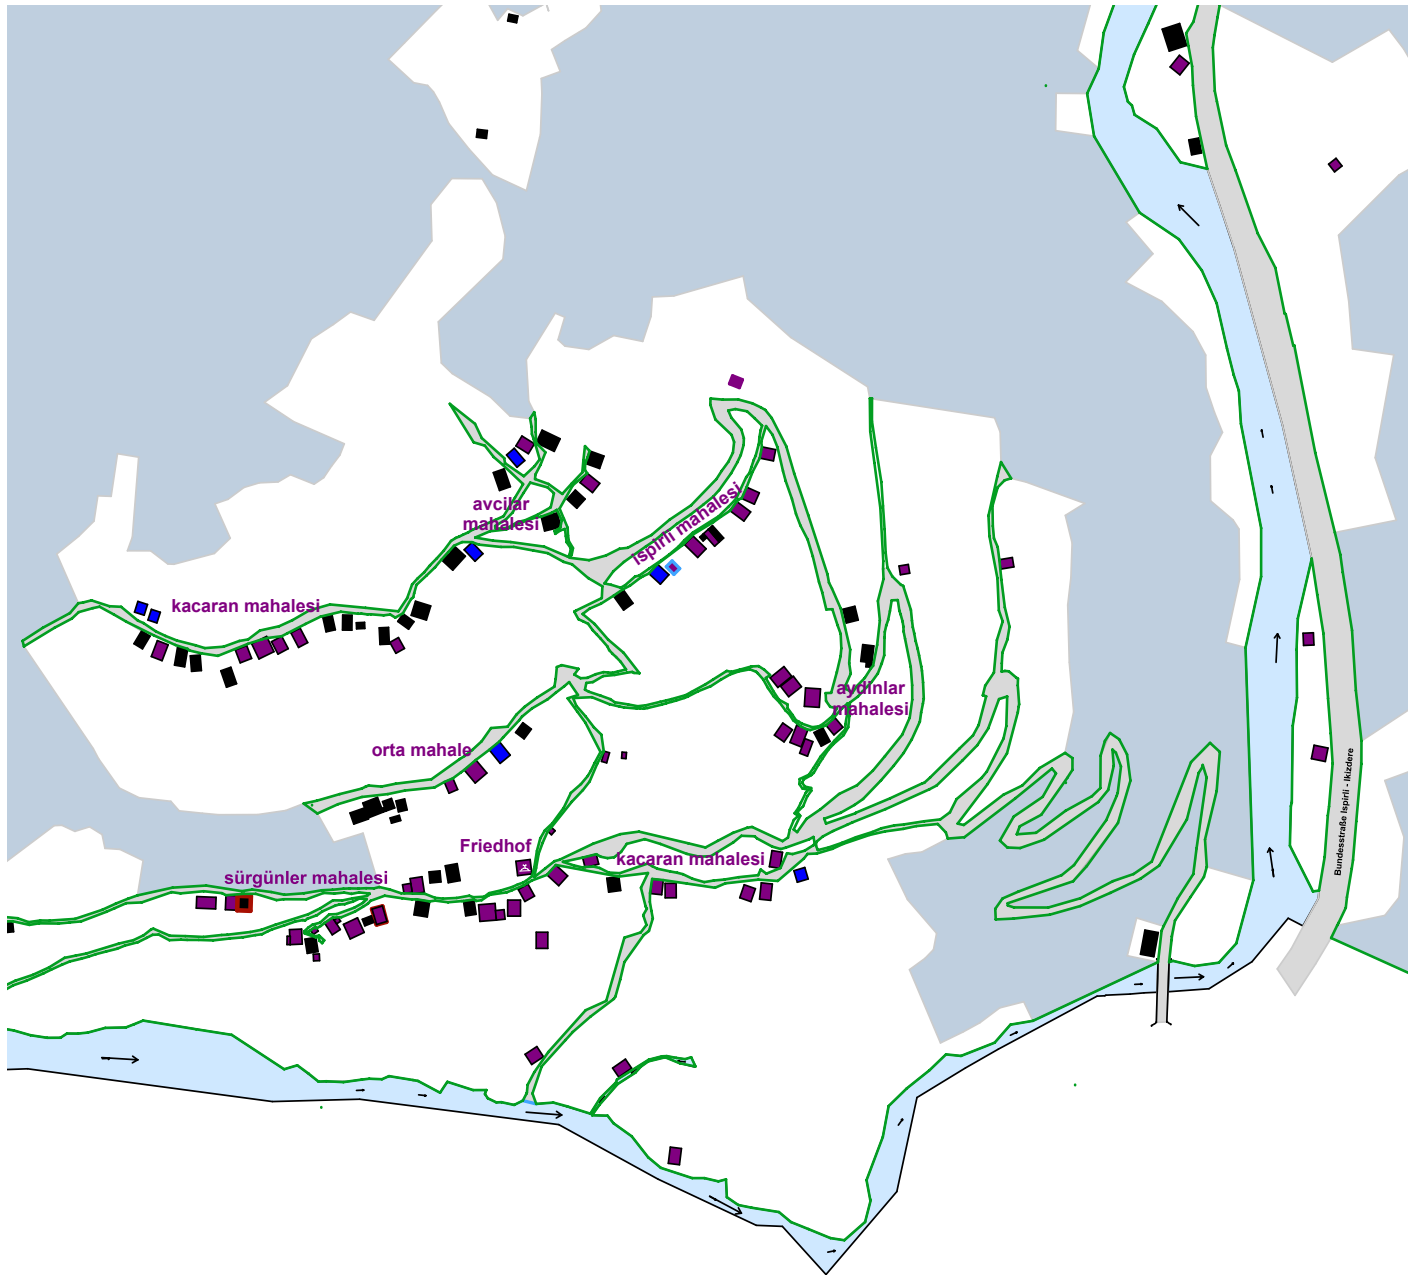 avcilar
mahalesi
ispirli mahalesi
kacaran mahalesi
aydinlar
mahalesi
orta mahale
Bundesstraße Ispirli - Ikizdere
Friedhof
kacaran mahalesi
sürgünler mahalesi